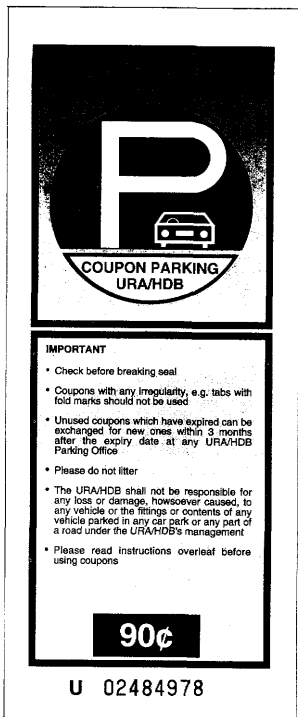 P
COUPON PARKING
URA/HDB
IMPORTANT
• Check before breaking seal
• Coupons with any irregularity, e.g. tabs with
fold marks should not be used
• Unused coupons which have expired can be
exchanged for new ones within 3 months
after the expiry date at any URA/HDB
Parking Office
• Please do not litter
• The URA/HDB shall not be responsible for
any loss or damage, howsoever caused, to
any vehicle or the fittings or contents of any
vehicle parked in any car park or any part of
a road under the URA/HDB's management
• Please read instructions overleaf before
using coupons
90¢
U 02484978